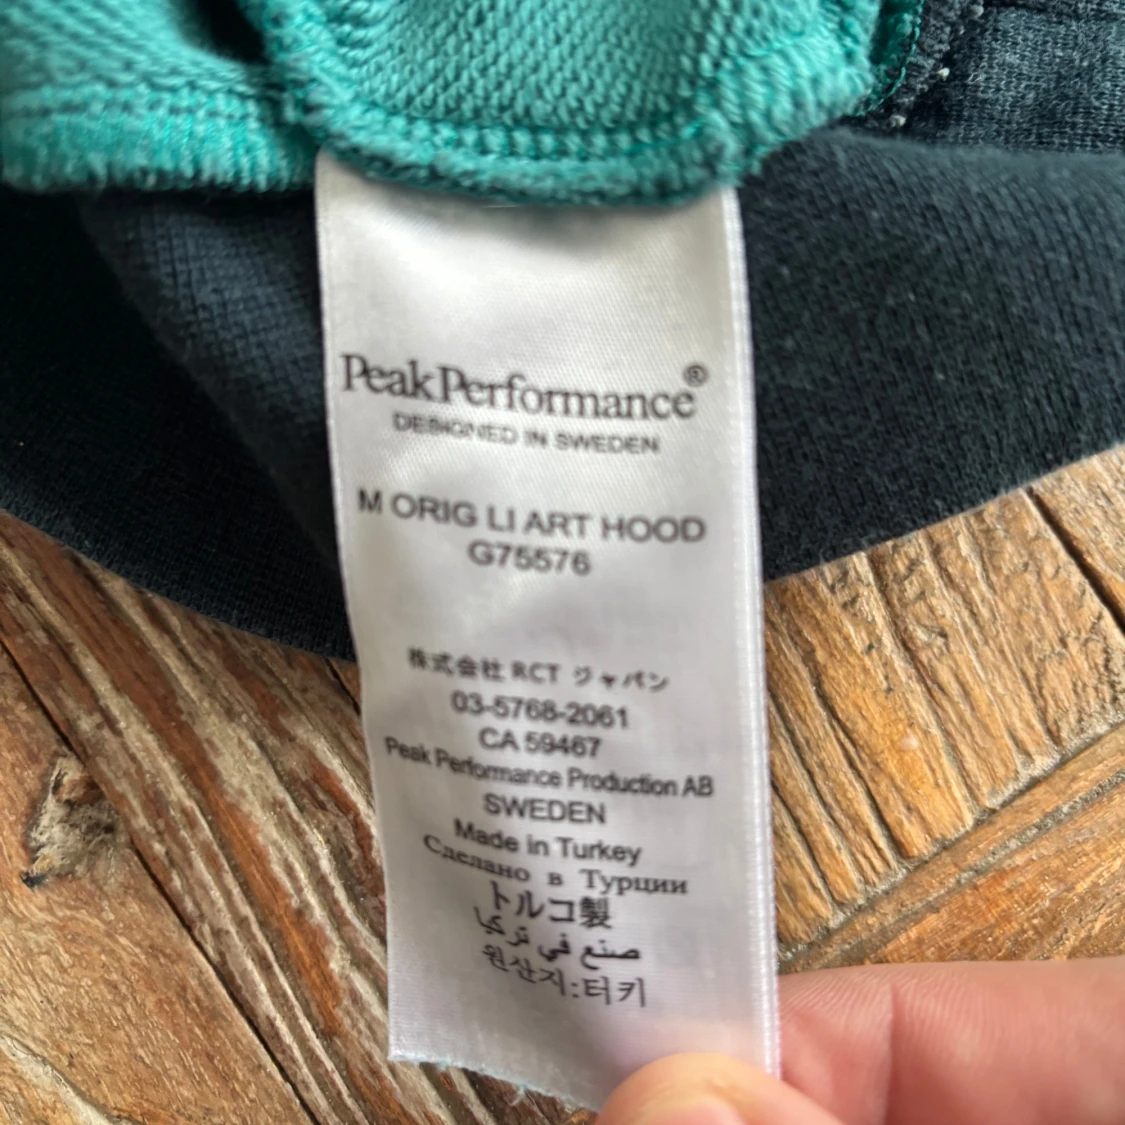 PeakPerformance®
DESIGNED IN SWEDEN
M ORIG LI ART HOOD
G75576
株式会社 RCT ジャパン
03-5768-2061
CA 59467
Peak Performance Production AB
SWEDEN
Made in Turkey
Сделано в Турции
トルコ製
صنع في تركيا
원산지:터키